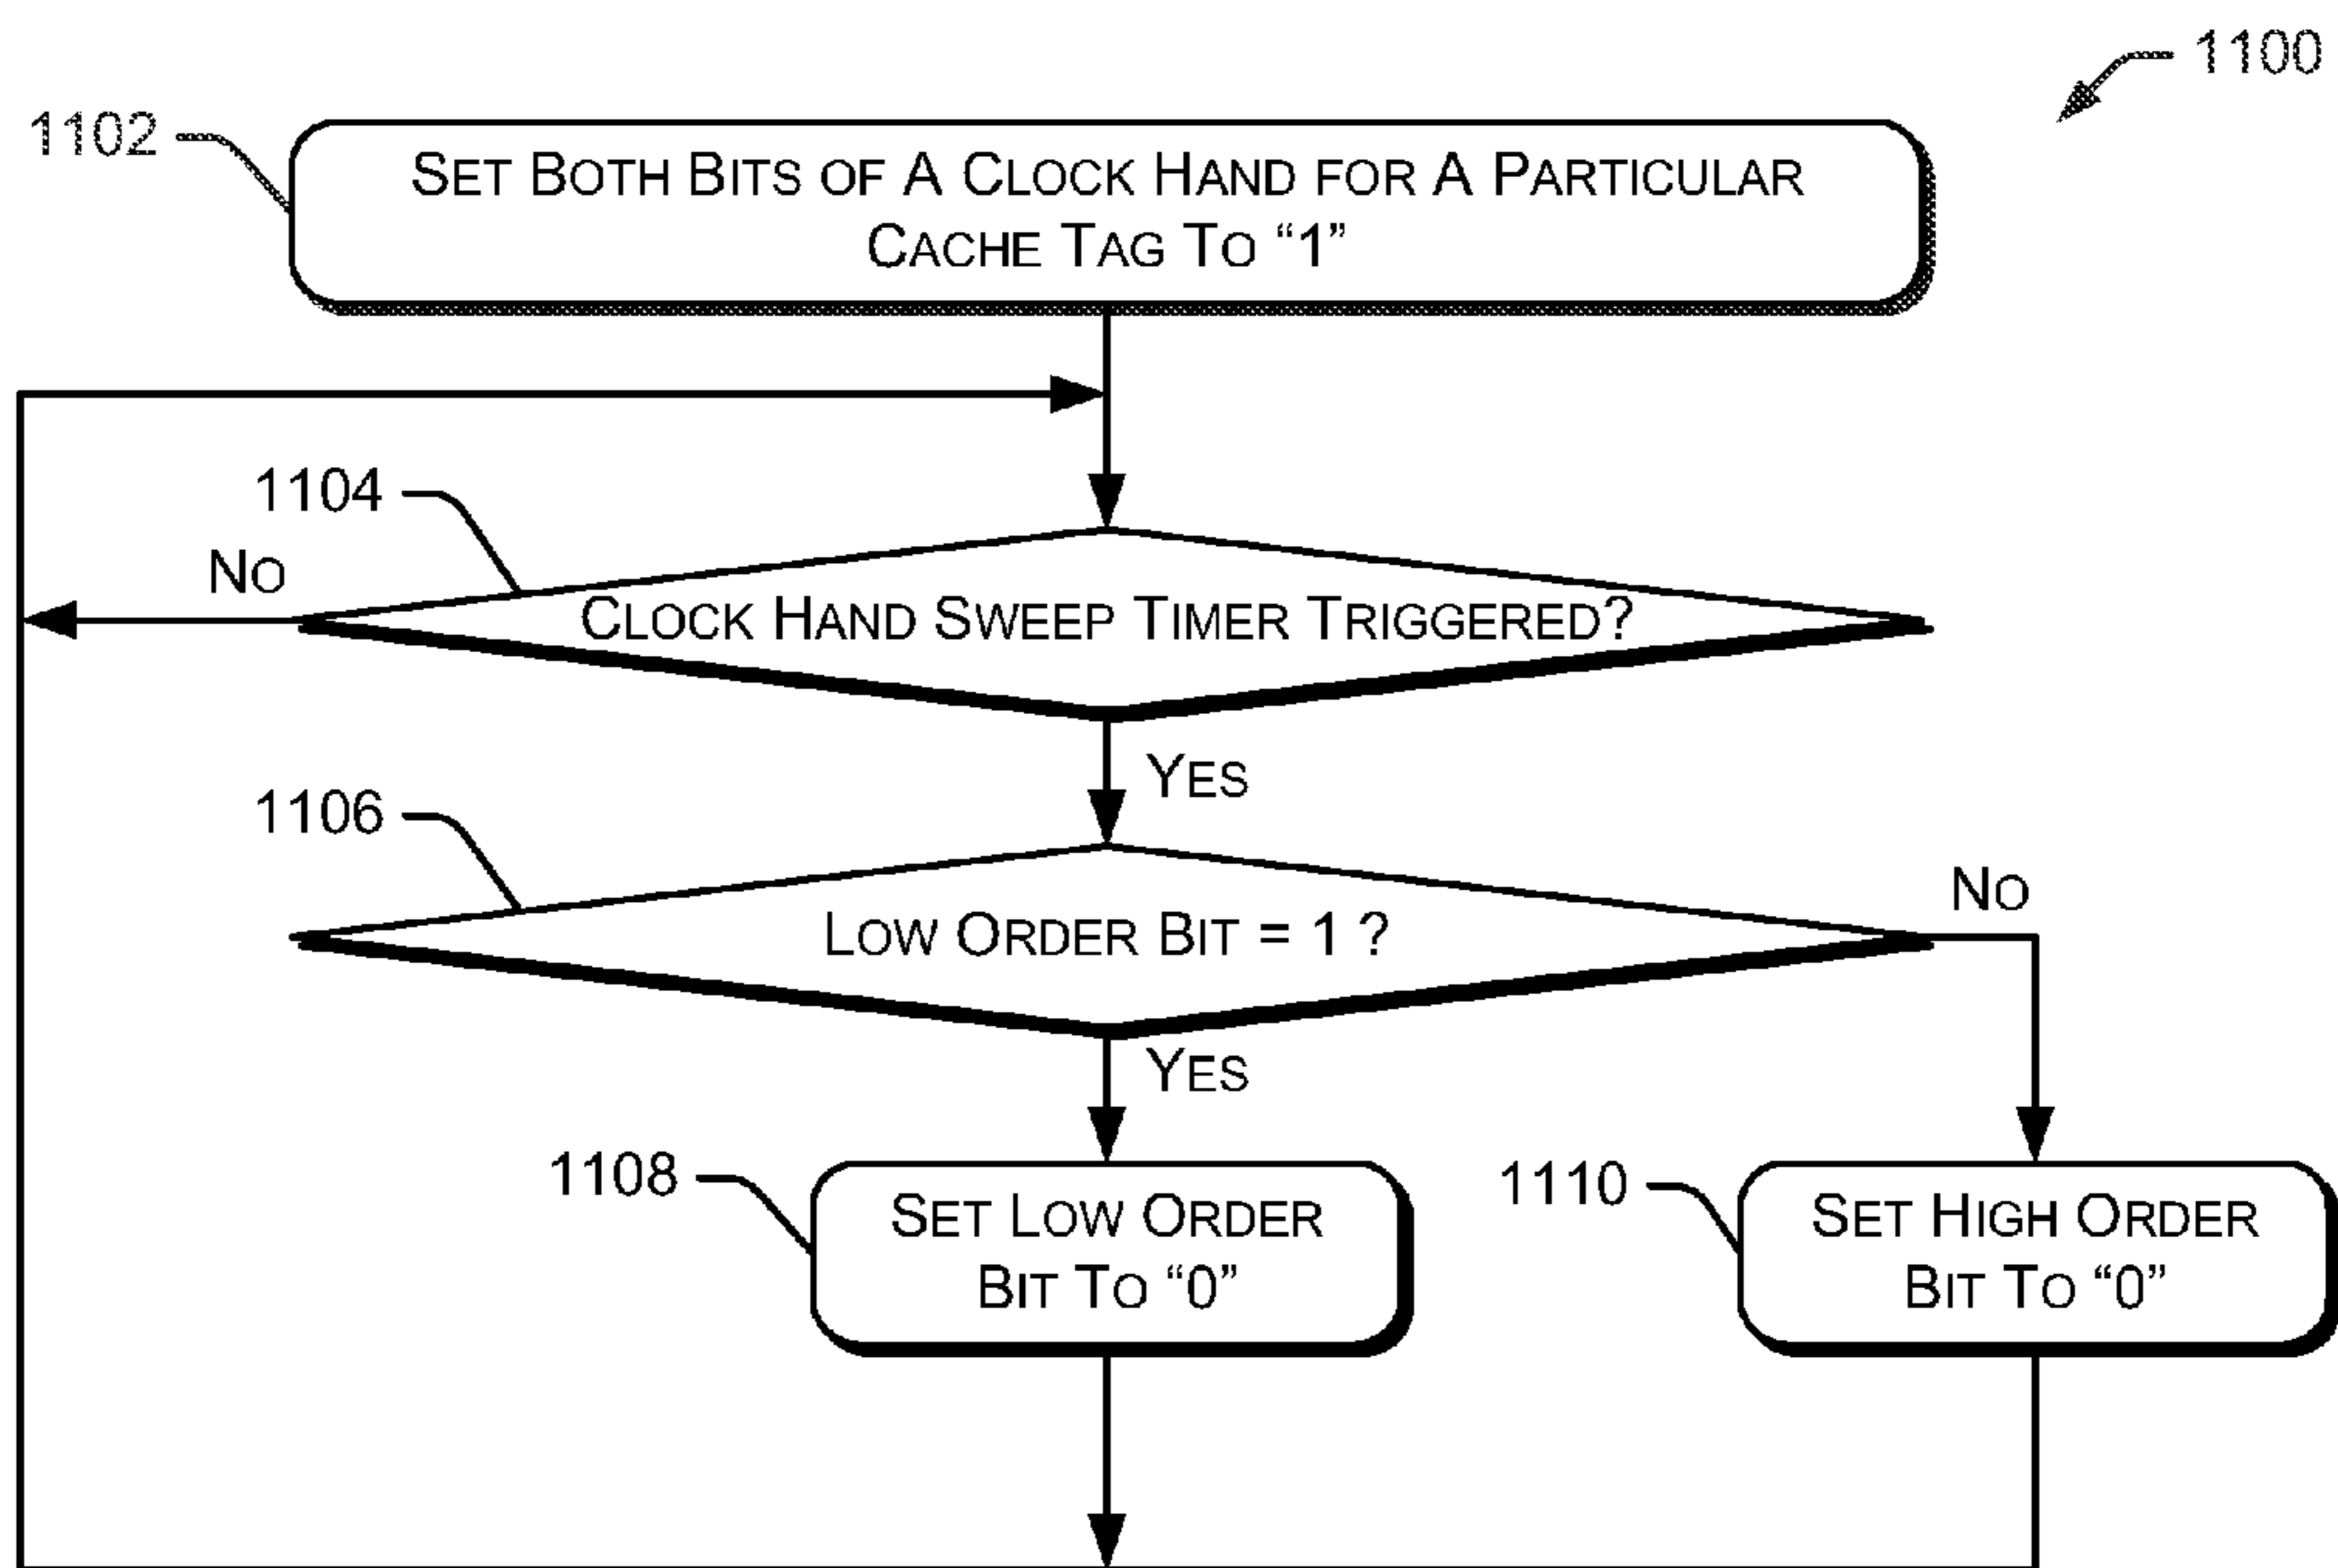 1100
1102
SET BOTH BITS OF A CLOCK HAND FOR A PARTICULAR
CACHE TAG TO “1”
1104
NO
CLOCK HAND SWEEP TIMER TRIGGERED?
YES
1106
NO
LOW ORDER BIT = 1 ?
YES
1108
SET LOW ORDER
BIT TO “0”
1110
SET HIGH ORDER
BIT TO “0”